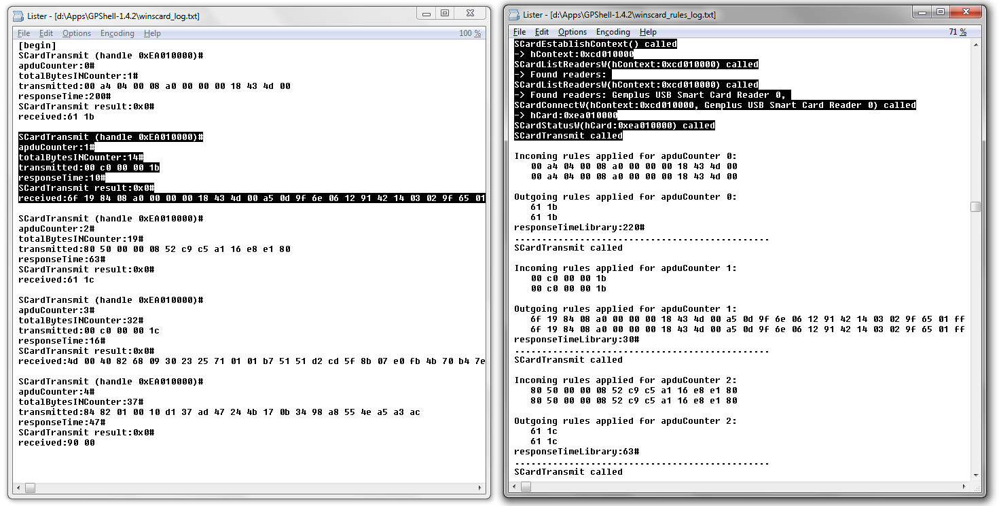 Lister - [d:\Apps\GPShell-1.4.2\winscard_log.txt]
File Edit Options Encoding Help 100 %
[begin]
SCardTransmit (handle 0xEA010000)#
apduCounter:0#
totalBytesINCounter:1#
transmitted:00 a4 04 00 08 a0 00 00 00 18 43 4d 00
responseTime:200#
SCardTransmit result:0x0#
received:61 1b
SCardTransmit (handle 0xEA010000)#
apduCounter:1#
totalBytesINCounter:14#
transmitted:00 c0 00 00 1b
responseTime:10#
SCardTransmit result:0x0#
received:6f 19 84 08 a0 00 00 00 18 43 4d 00 a5 0d 9f 6e 06 12 91 42 14 03 02 9f 65 01
SCardTransmit (handle 0xEA010000)#
apduCounter:2#
totalBytesINCounter:19#
transmitted:80 50 00 00 08 52 c9 c5 a1 16 e8 e1 80
responseTime:63#
SCardTransmit result:0x0#
received:61 1c
SCardTransmit (handle 0xEA010000)#
apduCounter:3#
totalBytesINCounter:32#
transmitted:00 c0 00 00 1c
responseTime:16#
SCardTransmit result:0x0#
received:4d 00 40 82 68 09 30 23 25 71 01 01 b7 51 51 d2 cd 5f 8b 07 e0 fb 4b 70 b4 7e
SCardTransmit (handle 0xEA010000)#
apduCounter:4#
totalBytesINCounter:37#
transmitted:84 82 01 00 10 d1 37 ad 47 24 4b 17 0b 34 98 a8 55 4e a5 a3 ac
responseTime:47#
SCardTransmit result:0x0#
received:90 00
Lister - [d:\Apps\GPShell-1.4.2\winscard_rules_log.txt]
File Edit Options Encoding Help 71 %
SCardEstablishContext() called
-> hContext:0xcd010000
SCardListReadersW(hContext:0xcd010000) called
-> Found readers:
SCardListReadersW(hContext:0xcd010000) called
-> Found readers: Gemplus USB Smart Card Reader 0,
SCardConnectW(hContext:0xcd010000, Gemplus USB Smart Card Reader 0) called
-> hCard:0xea010000
SCardStatusW(hCard:0xea010000) called
SCardTransmit called
Incoming rules applied for apduCounter 0:
00 a4 04 00 08 a0 00 00 00 18 43 4d 00
00 a4 04 00 08 a0 00 00 00 18 43 4d 00
Outgoing rules applied for apduCounter 0:
61 1b
61 1b
responseTimeLibrary:220#
..............................................
SCardTransmit called
Incoming rules applied for apduCounter 1:
00 c0 00 00 1b
00 c0 00 00 1b
Outgoing rules applied for apduCounter 1:
6f 19 84 08 a0 00 00 00 18 43 4d 00 a5 0d 9f 6e 06 12 91 42 14 03 02 9f 65 01 ff
6f 19 84 08 a0 00 00 00 18 43 4d 00 a5 0d 9f 6e 06 12 91 42 14 03 02 9f 65 01 ff
responseTimeLibrary:30#
..............................................
SCardTransmit called
Incoming rules applied for apduCounter 2:
80 50 00 00 08 52 c9 c5 a1 16 e8 e1 80
80 50 00 00 08 52 c9 c5 a1 16 e8 e1 80
Outgoing rules applied for apduCounter 2:
61 1c
61 1c
responseTimeLibrary:63#
..............................................
SCardTransmit called